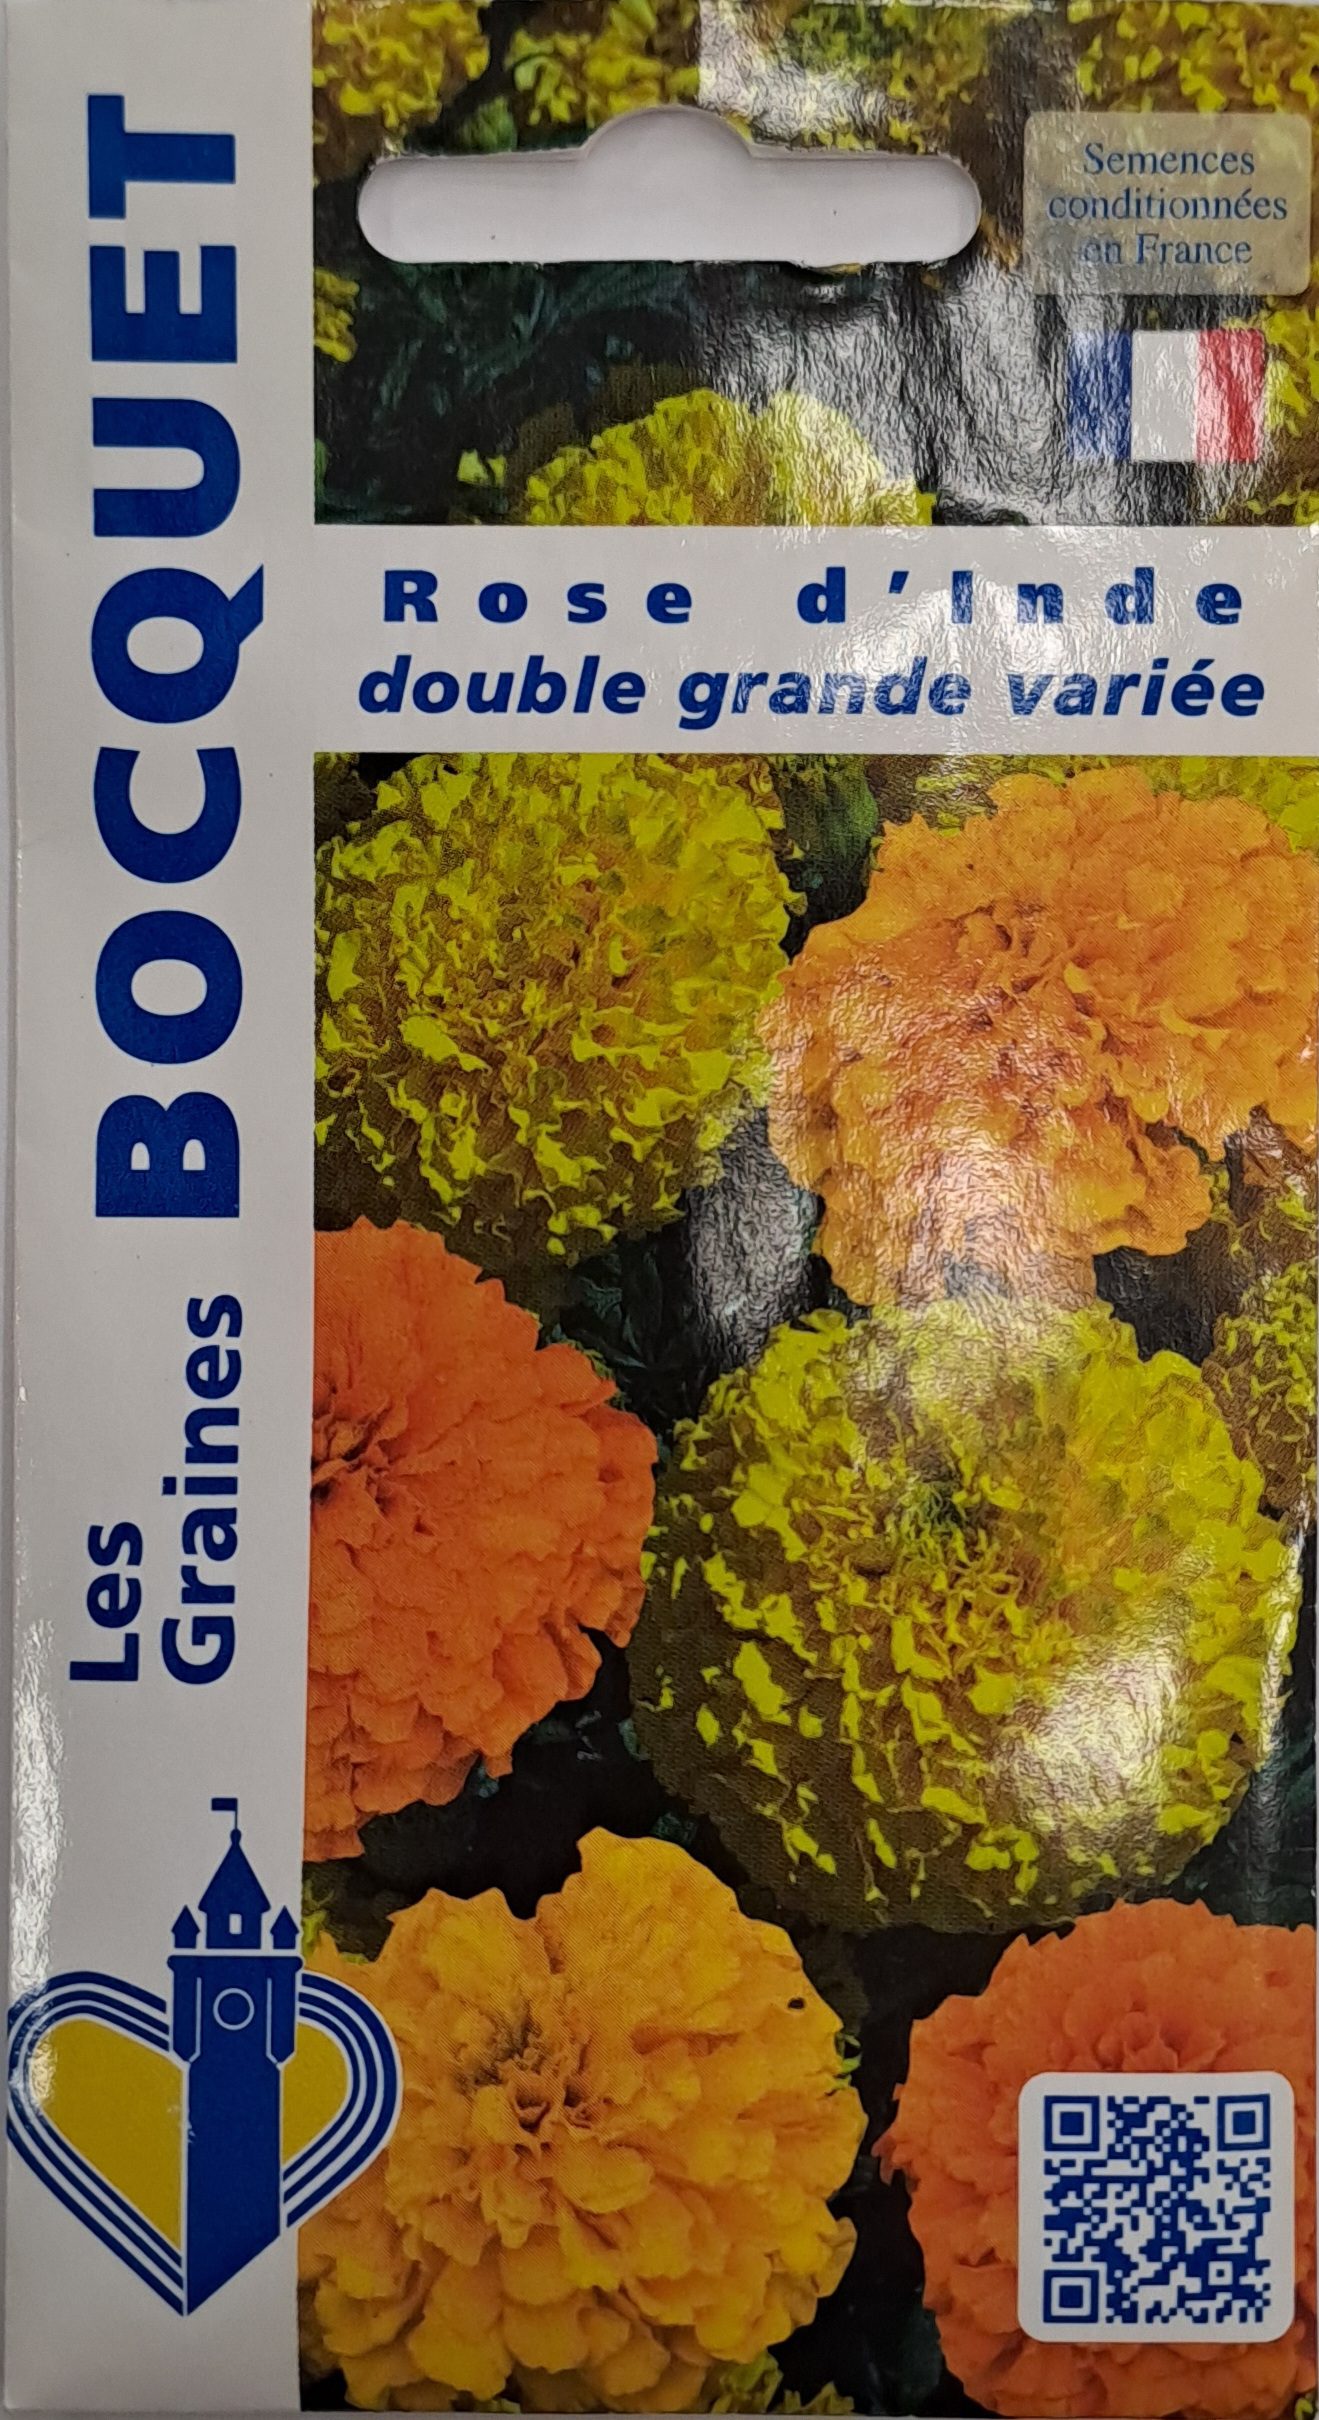 Semences
conditionnées
en France
Rose d'Inde
double grande variée
Les
Graines
BOCQUET